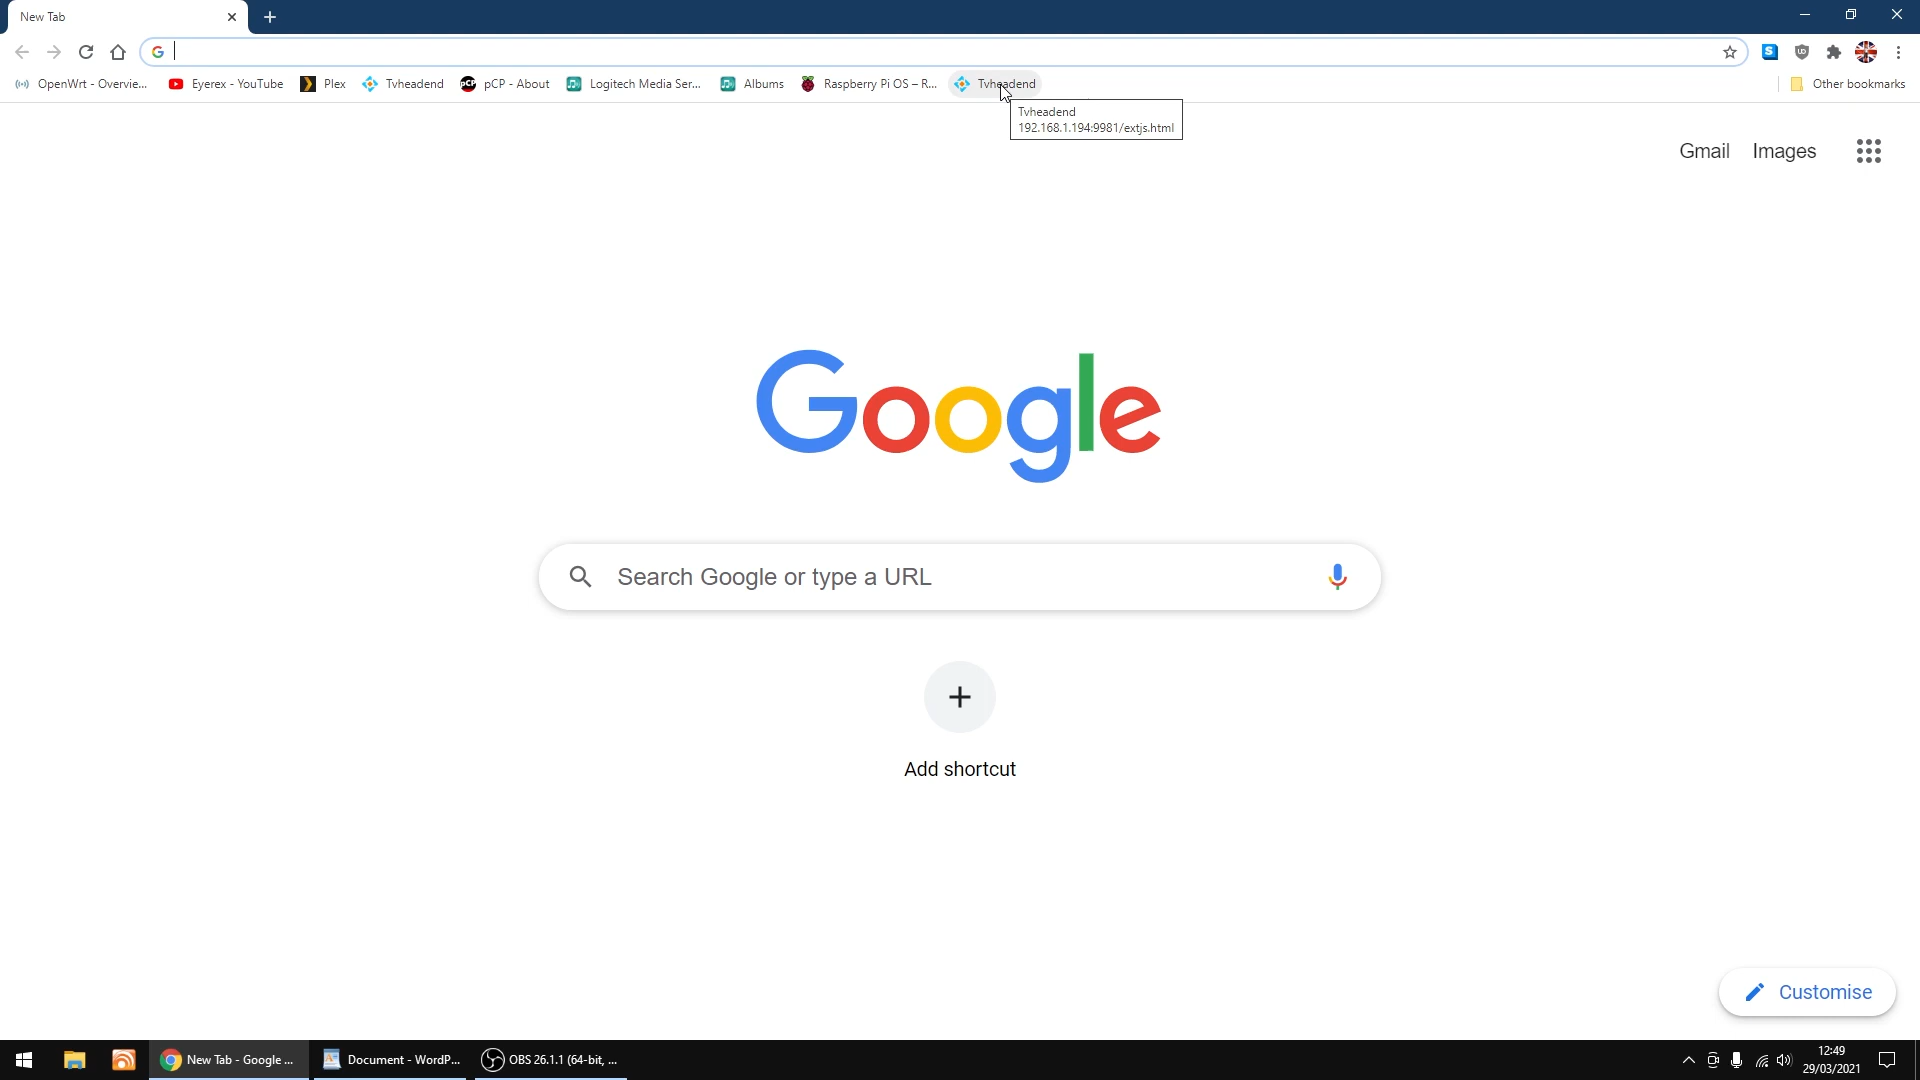 New Tab
OpenWrt - Overvie...
Eyerex - YouTube
Plex
Tvheadend
pCP
pCP - About
Logitech Media Ser...
Albums
Raspberry Pi OS – R...
Tvheadend
Other bookmarks
Tvheadend
192.168.1.194:9981/extjs.html
Gmail
Images
Google
Search Google or type a URL
Add shortcut
Customise
New Tab - Google ...
Document - WordP...
OBS 26.1.1 (64-bit, ...
12:49
29/03/2021